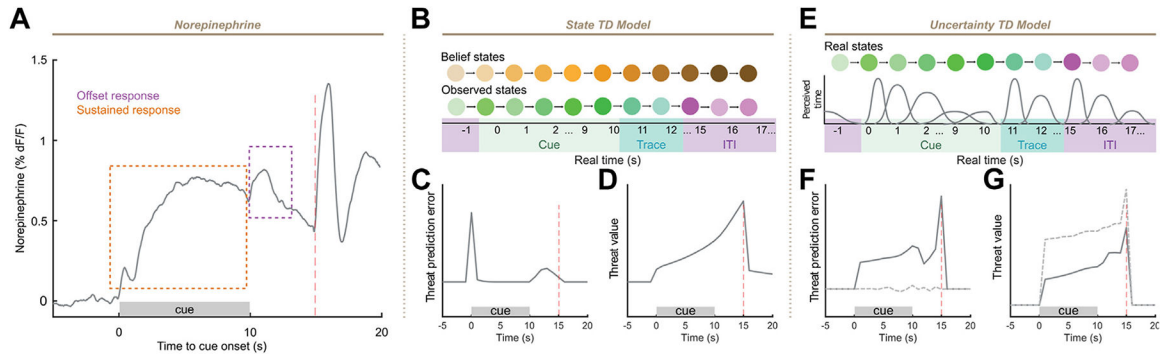 A
Norepinephrine
Norepinephrine (% dF/F)
1.5
1.0
0.5
0
Offset response
Sustained response
cue
0 10 20
Time to cue onset (s)
B
State TD Model
Belief states
Observed states
-1 0 1 2 ... 9 10 11 12 ... 15 16 17...
Cue Trace ITI
Real time (s)
C
Threat prediction error
cue
-5 0 5 10 15 20
Time (s)
D
Threat value
cue
-5 0 5 10 15 20
Time (s)
E
Uncertainty TD Model
Real states
Perceived
time
-1 0 1 2 ... 9 10 11 12 ... 15 16 17...
Cue Trace ITI
Real time (s)
F
Threat prediction error
cue
-5 0 5 10 15 20
Time (s)
G
Threat value
cue
-5 0 5 10 15 20
Time (s)